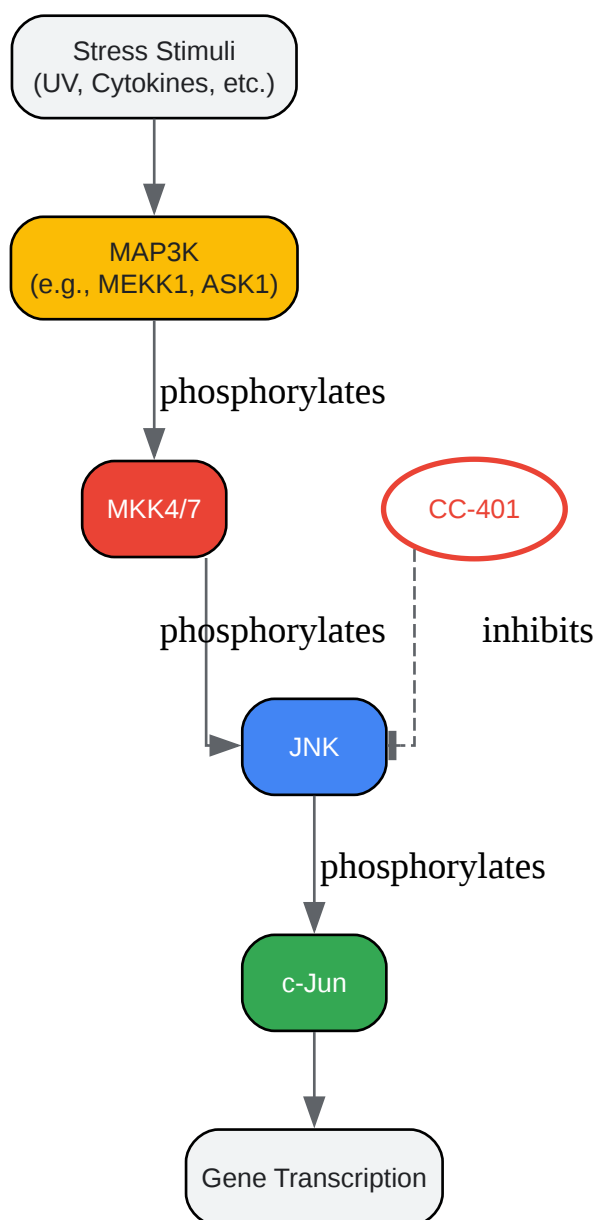 Stress Stimuli
(UV, Cytokines, etc.)
MAP3K
(e.g., MEKK1, ASK1)
phosphorylates
MKK4/7
CC-401
phosphorylates
inhibits
JNK
phosphorylates
c-Jun
Gene Transcription